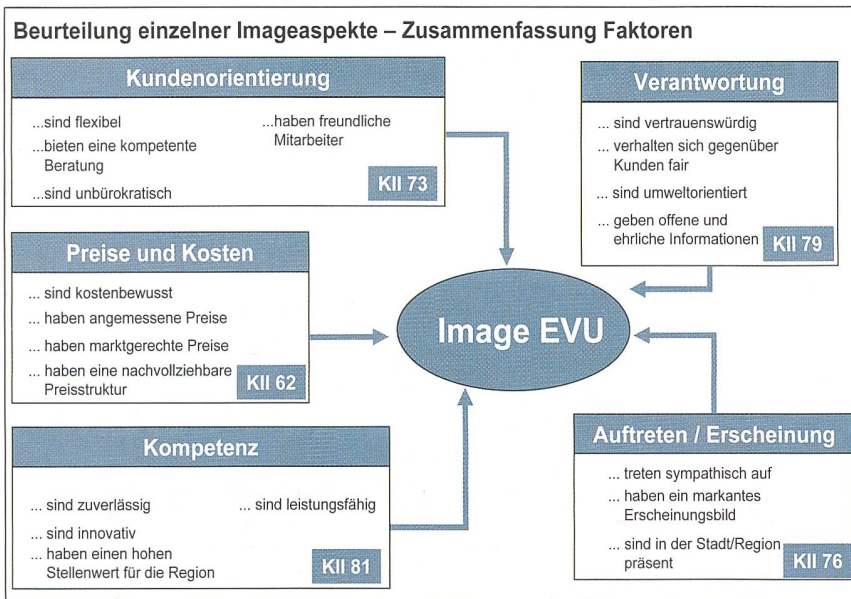 Beurteilung einzelner Imageaspekte – Zusammenfassung Faktoren
Kundenorientierung
...sind flexibel
...bieten eine kompetente
Beratung
...sind unbürokratisch
...haben freundliche
Mitarbeiter
KII 73
Verantwortung
... sind vertrauenswürdig
... verhalten sich gegenüber
Kunden fair
... sind umweltorientiert
... geben offene und
ehrliche Informationen
KII 79
Preise und Kosten
... sind kostenbewusst
... haben angemessene Preise
... haben marktgerechte Preise
... haben eine nachvollziehbare
Preisstruktur
KII 62
Image EVU
Kompetenz
... sind zuverlässig
... sind innovativ
... haben einen hohen
Stellenwert für die Region
... sind leistungsfähig
KII 81
Auftreten / Erscheinung
... treten sympathisch auf
... haben ein markantes
Erscheinungsbild
... sind in der Stadt/Region
präsent
KII 76